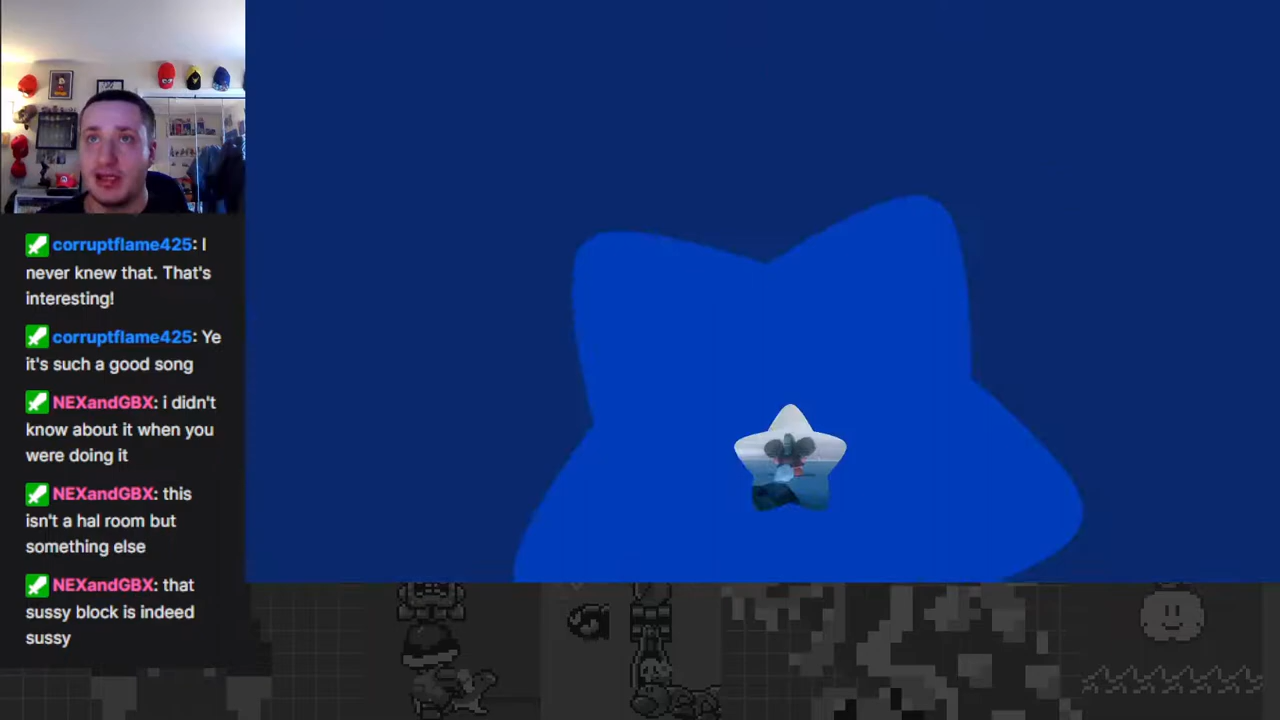 corruptflame425: I
never knew that. That's
interesting!
corruptflame425: Ye
it's such a good song
NEXandGBX: i didn't
know about it when you
were doing it
NEXandGBX: this
isn't a hal room but
something else
NEXandGBX: that
sussy block is indeed
sussy